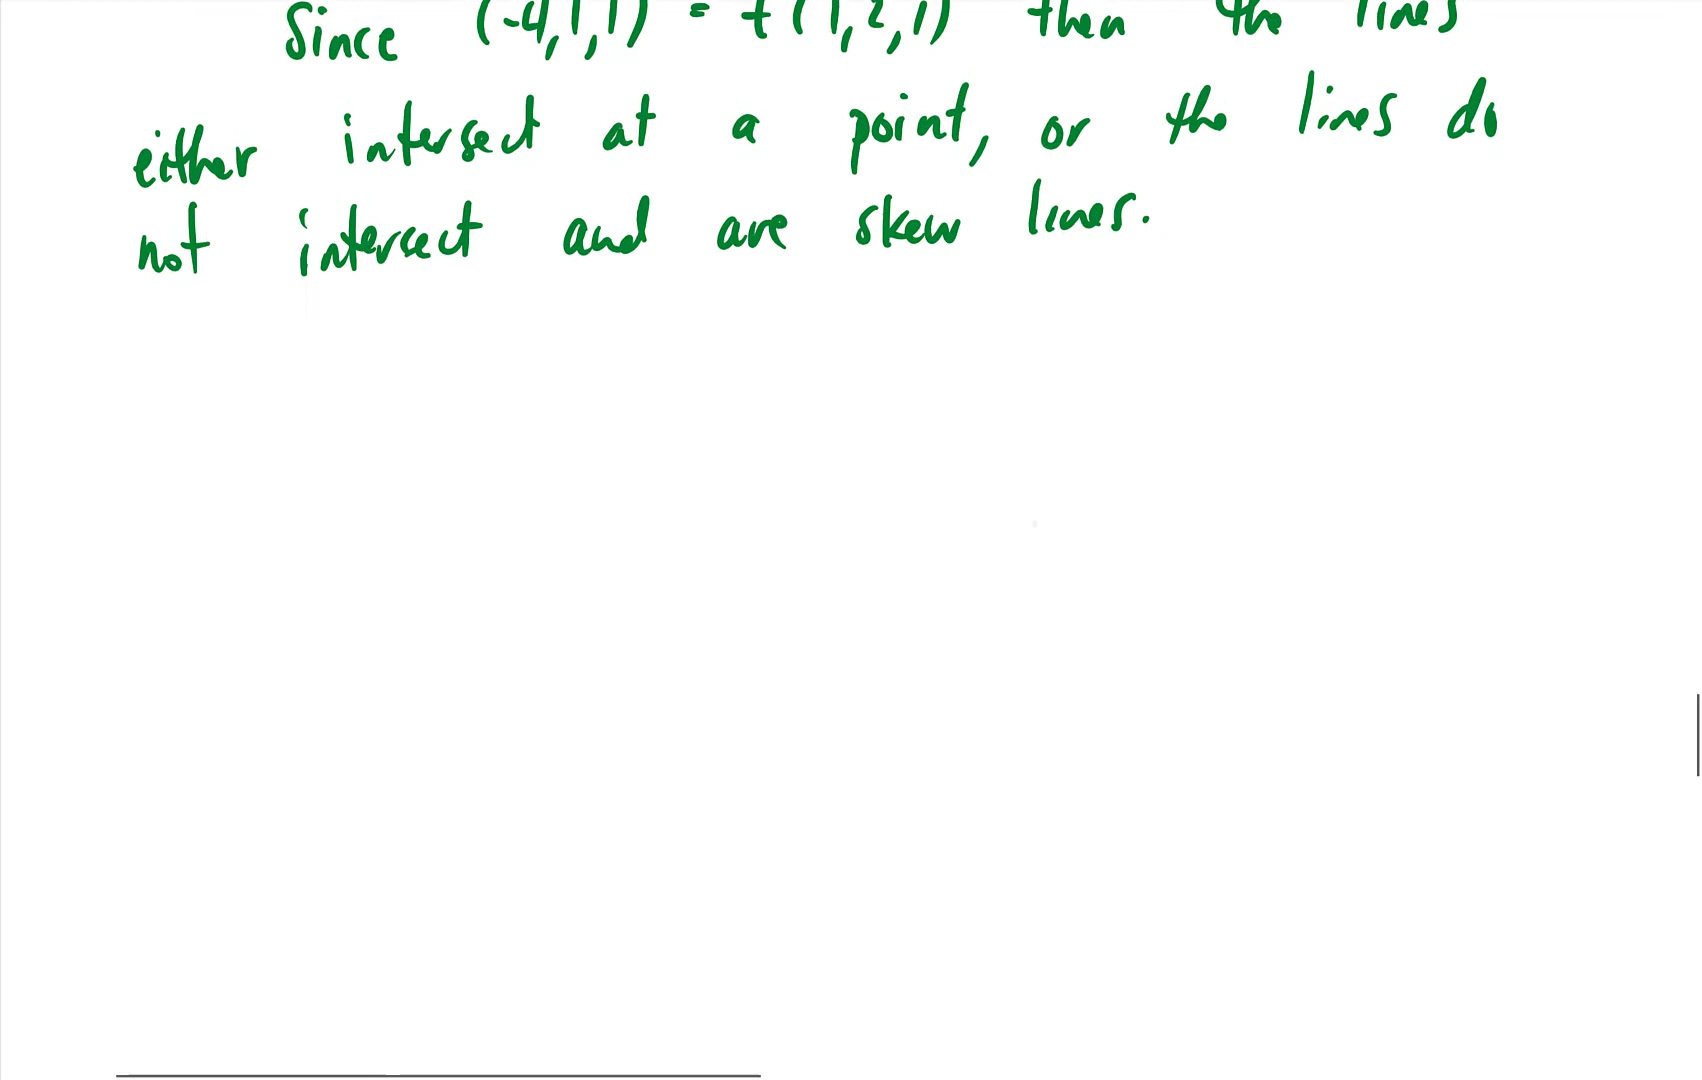 Since (-4,1,1) = t(1,2,1) then the lines
either intersect at a point, or the lines do
not intersect and are skew lines.